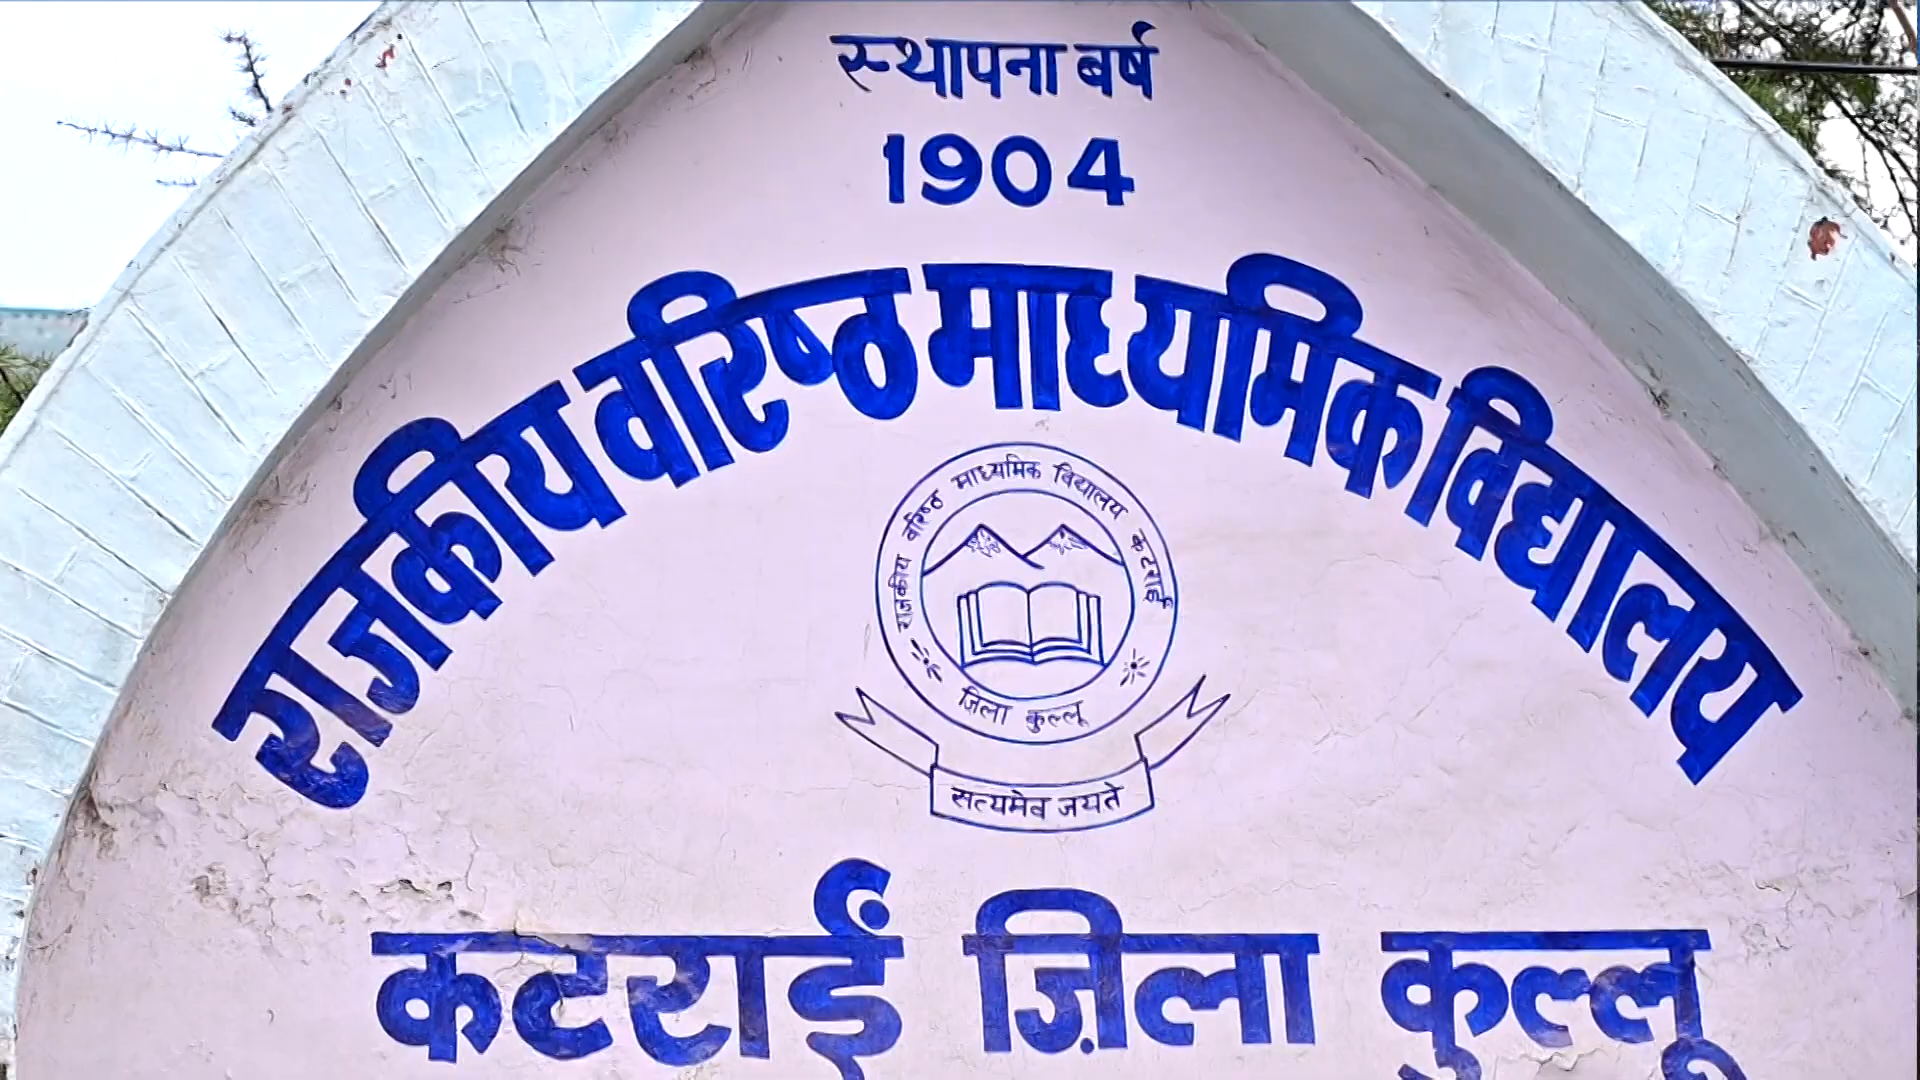 स्थापना बर्ष
1904
राजकीय वरिष्ठ माध्यमिक विद्यालय
राजकीय वरिष्ठ माध्यमिक विद्यालय कटराईं
ज़िला कुल्लू
सत्यमेव जयते
कटराईं ज़िला कुल्लू